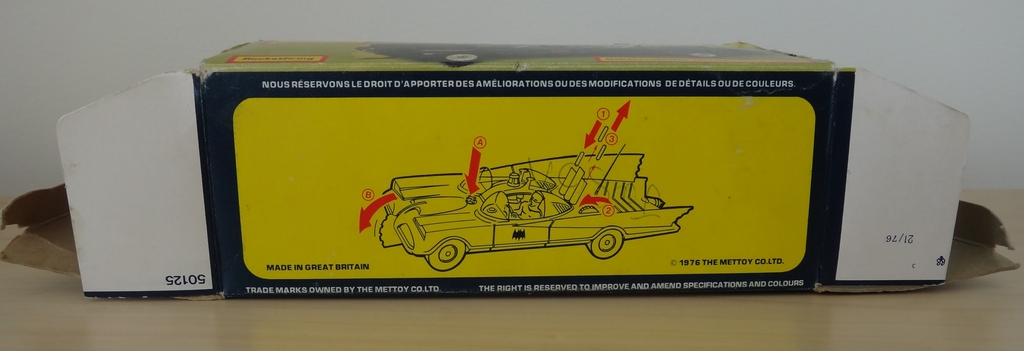 NOUS RÉSERVONS LE DROIT D'APPORTER DES AMÉLIORATIONS OU DES MODIFICATIONS DE DÉTAILS OU DE COULEURS.
1
3
A
B
2
MADE IN GREAT BRITAIN
© 1976 THE METTOY CO. LTD.
50125
21/76
TRADE MARKS OWNED BY THE METTOY CO. LTD.
THE RIGHT IS RESERVED TO IMPROVE AND AMEND SPECIFICATIONS AND COLOURS